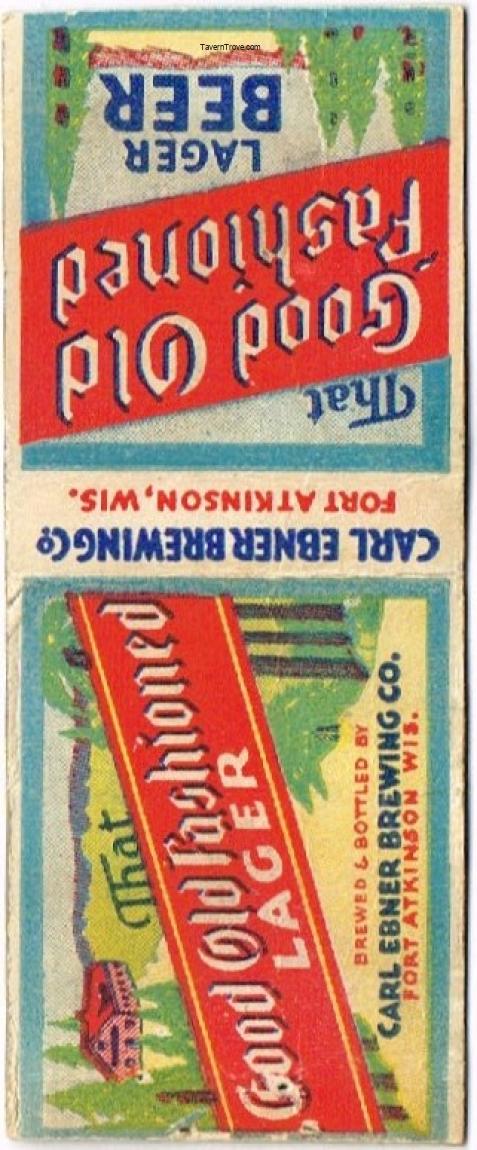 TavernTrove.com
That
Good Old
Fashioned
LAGER
BEER
CARL EBNER BREWING Co
FORT ATKINSON, WIS.
That
Good Old Fashioned
LAGER
BREWED & BOTTLED BY
CARL EBNER BREWING CO.
FORT ATKINSON WIS.